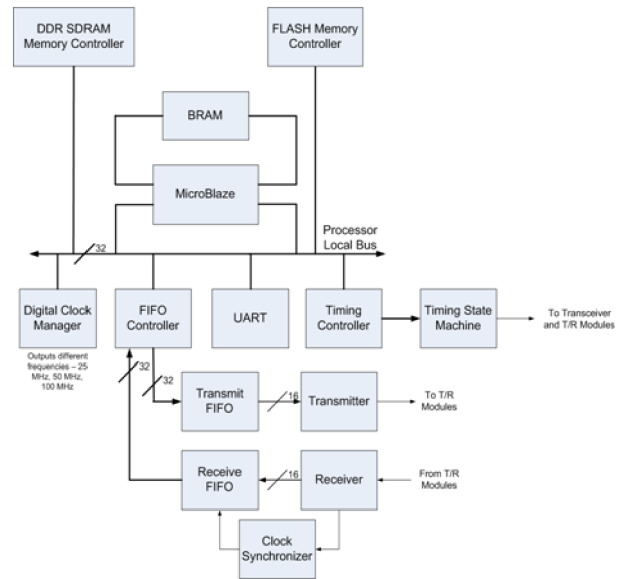 DDR SDRAM
Memory Controller
FLASH Memory
Controller
BRAM
MicroBlaze
Processor
Local Bus
32
Digital Clock
Manager
FIFO
Controller
UART
Timing
Controller
Timing State
Machine
To Transceiver
and T/R Modules
Outputs different
frequencies – 25
MHz, 50 MHz,
100 MHz
32
32
Transmit
FIFO
16
Transmitter
To T/R
Modules
Receive
FIFO
16
Receiver
From T/R
Modules
Clock
Synchronizer